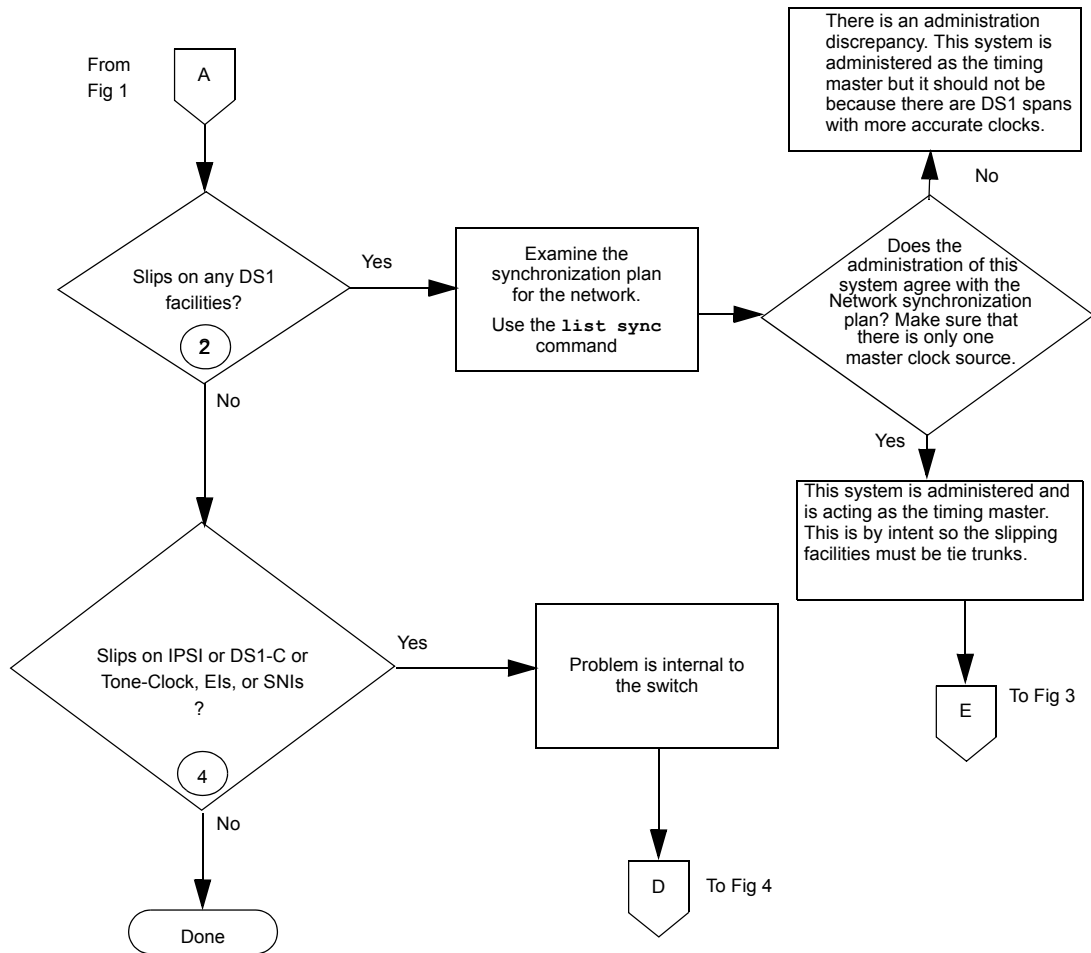 From
Fig 1
A
There is an administration
discrepancy. This system is
administered as the timing
master but it should not be
because there are DS1 spans
with more accurate clocks.
No
Slips on any DS1
facilities?
2
Yes
Examine the
synchronization plan
for the network.
Use the list sync
command
Does the
administration of this
system agree with the
Network synchronization
plan? Make sure that
there is only one
master clock source.
No
Yes
This system is administered and
is acting as the timing master.
This is by intent so the slipping
facilities must be tie trunks.
Slips on IPSI or DS1-C or
Tone-Clock, EIs, or SNIs
?
4
Yes
Problem is internal to
the switch
E
To Fig 3
No
D
To Fig 4
Done